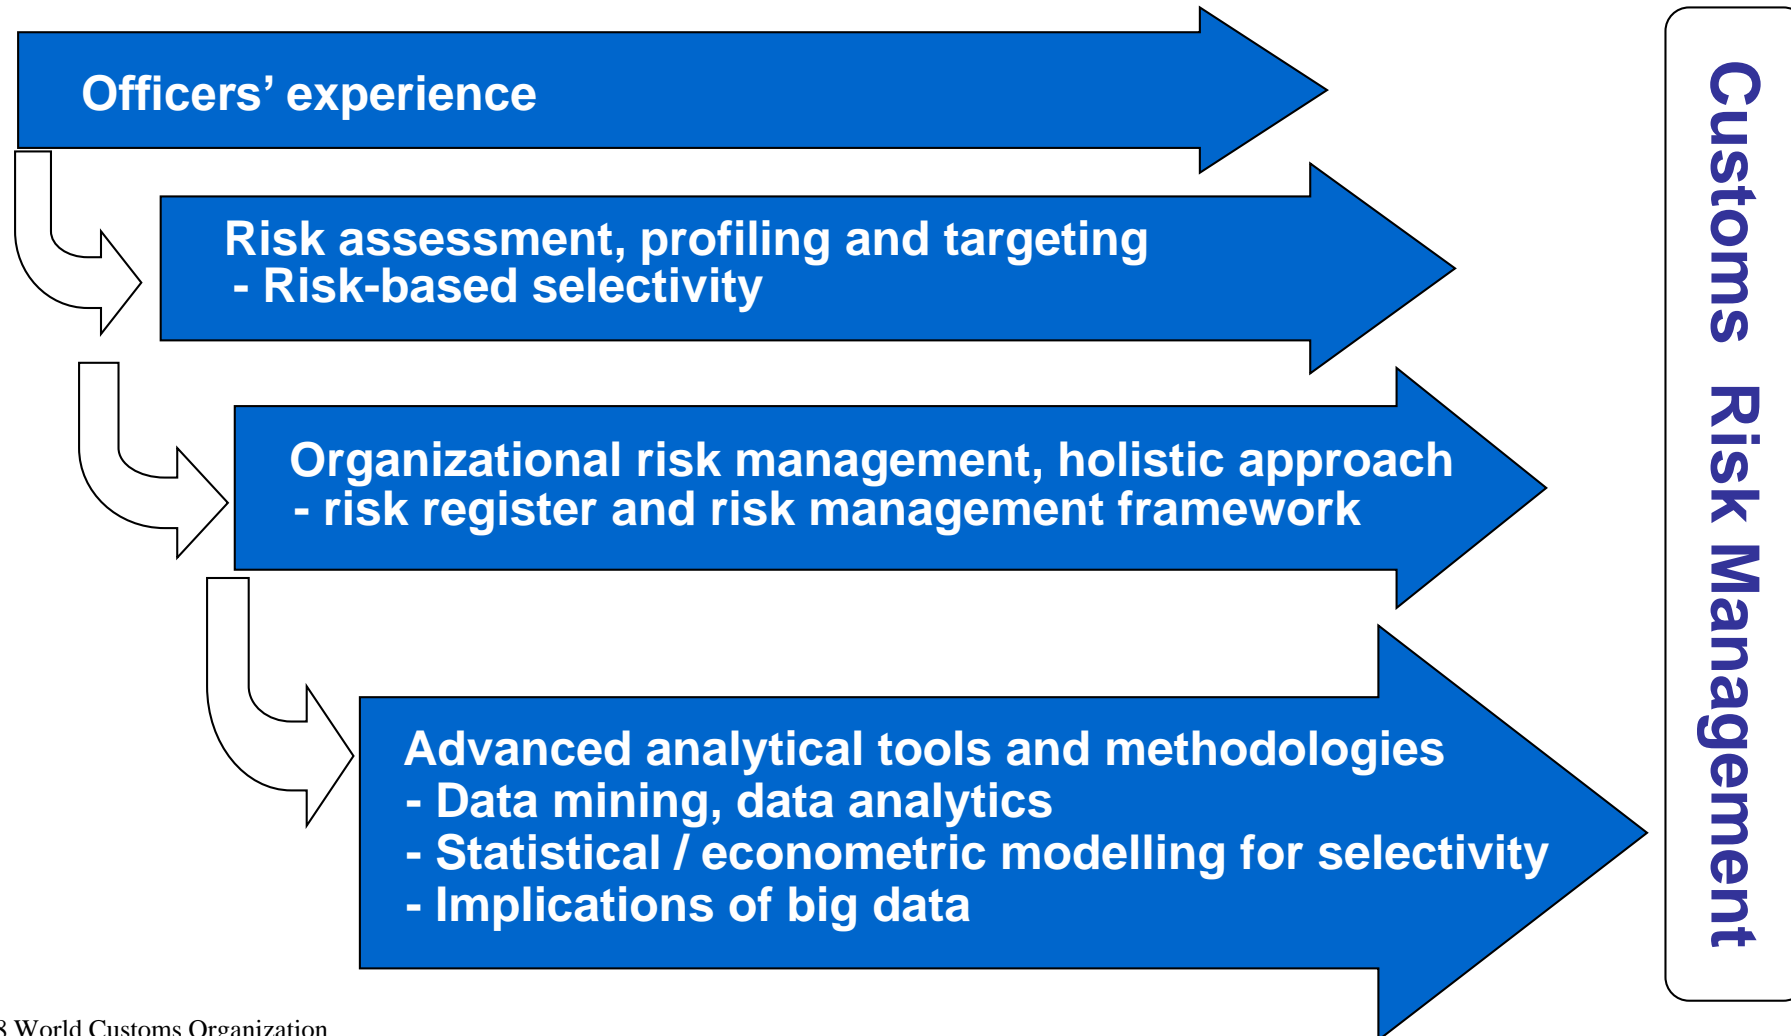 Officers’ experience
Risk assessment, profiling and targeting
- Risk-based selectivity
Organizational risk management, holistic approach
- risk register and risk management framework
Advanced analytical tools and methodologies
- Data mining, data analytics
- Statistical / econometric modelling for selectivity
- Implications of big data
Customs Risk Management
8 World Customs Organization